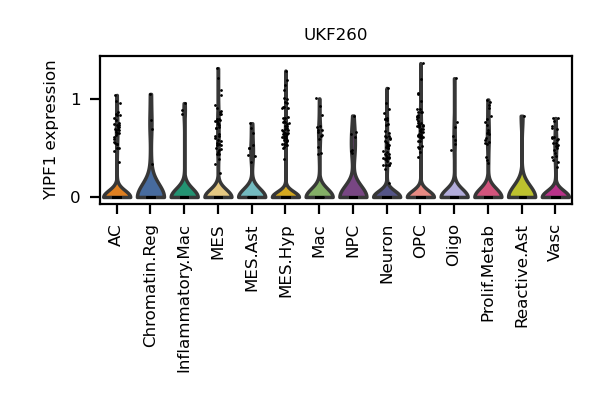 UKF260
YIPF1 expression
1
0
AC
Chromatin.Reg
Inflammatory.Mac
MES
MES.Ast
MES.Hyp
Mac
NPC
Neuron
OPC
Oligo
Prolif.Metab
Reactive.Ast
Vasc